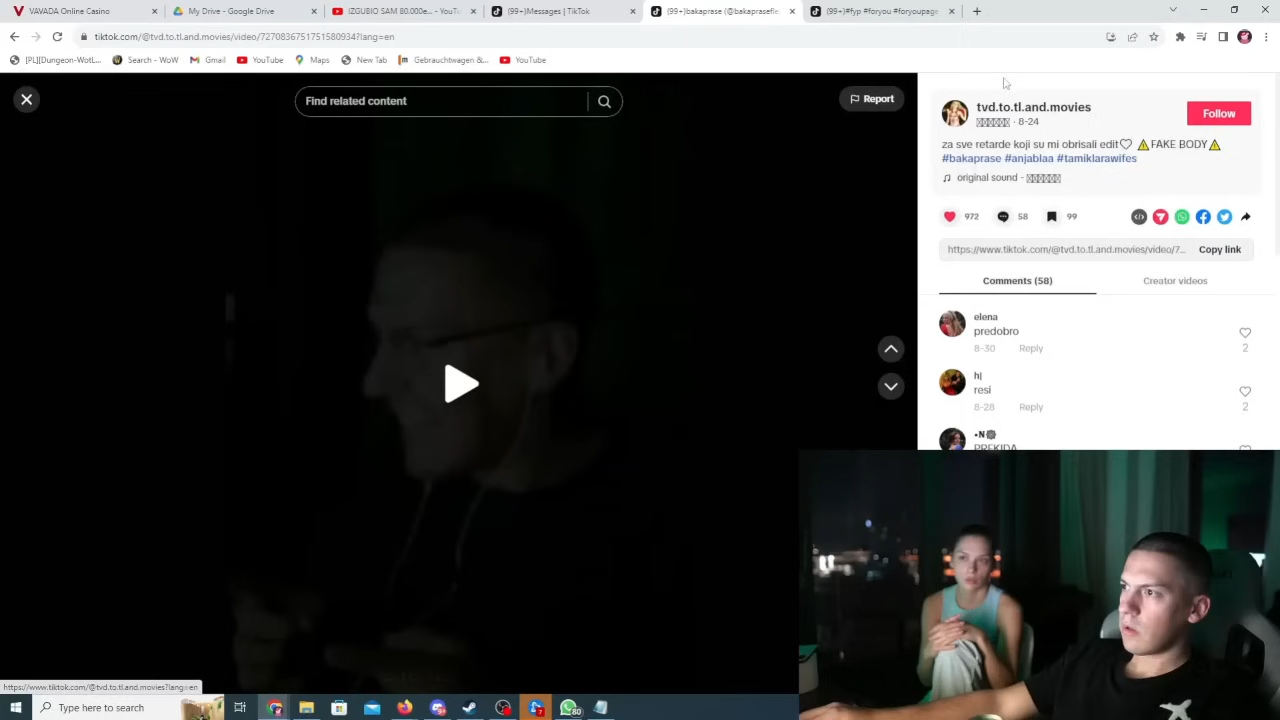 VAVADA Online Casino
My Drive - Google Drive
IZGUBIO SAM 80.000e... - YouTu
(99+)Messages | TikTok
(99+)bakaprase (@bakaprasefie
(99+)#fyp #foryou #foryoupage
tiktok.com/@tvd.to.tl.and.movies/video/7270836751751580934?lang=en
[PL][Dungeon-WotL...
Search - WoW
Gmail
YouTube
Maps
New Tab
Gebrauchtwagen &...
YouTube
Find related content
Report
tvd.to.tl.and.movies
· 8-24
Follow
za sve retarde koji su mi obrisali edit♡ ⚠FAKE BODY⚠
#bakaprase #anjablaa #tamiklarawifes
original sound -
972
58
99
https://www.tiktok.com/@tvd.to.tl.and.movies/video/7...
Copy link
Comments (58)
Creator videos
elena
predobro
8-30 Reply
2
h|
resi
8-28 Reply
2
•N
PREKIDA
https://www.tiktok.com/@tvd.to.tl.and.movies?lang=en
Type here to search
80